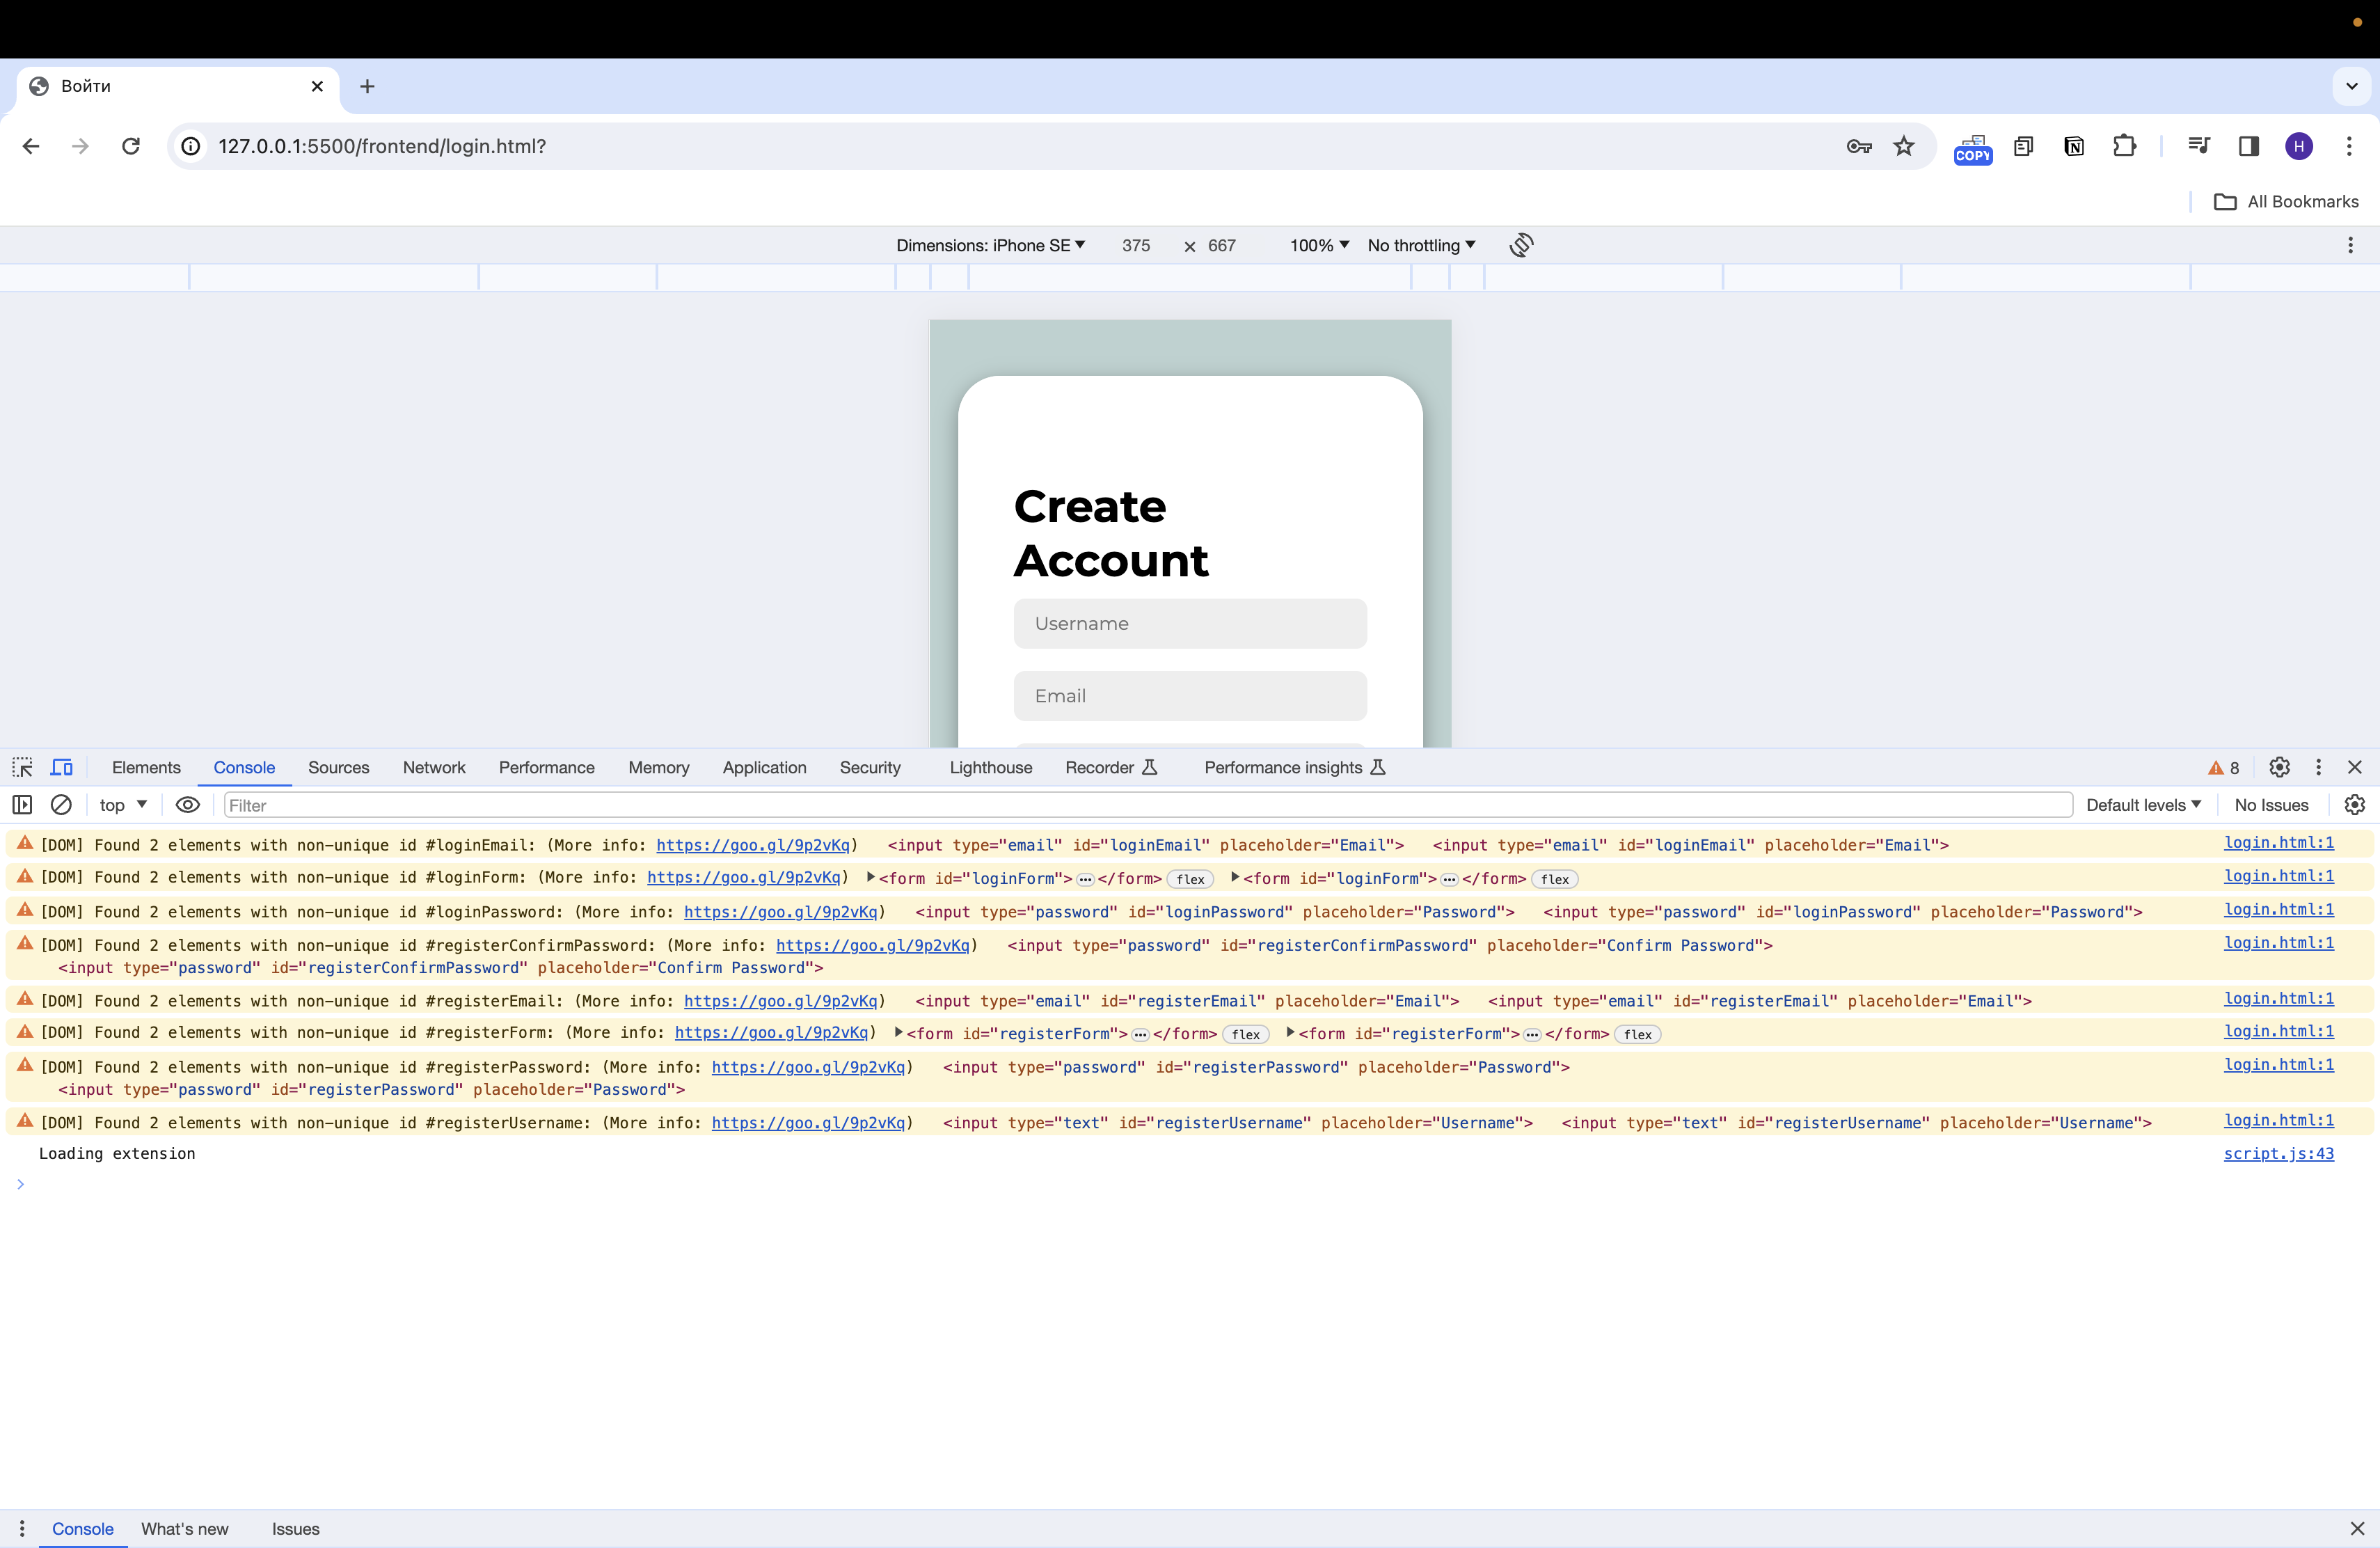 Войти
127.0.0.1:5500/frontend/login.html?
COPY
H
All Bookmarks
Dimensions: iPhone SE 375 × 667 100% No throttling
Create
Account
Username
Email
Elements Console Sources Network Performance Memory Application Security Lighthouse Recorder Performance insights 8
top Filter Default levels No Issues
[DOM] Found 2 elements with non-unique id #loginEmail: (More info: https://goo.gl/9p2vKq) <input type="email" id="loginEmail" placeholder="Email"> <input type="email" id="loginEmail" placeholder="Email"> login.html:1
[DOM] Found 2 elements with non-unique id #loginForm: (More info: https://goo.gl/9p2vKq) <form id="loginForm">…</form> flex <form id="loginForm">…</form> flex login.html:1
[DOM] Found 2 elements with non-unique id #loginPassword: (More info: https://goo.gl/9p2vKq) <input type="password" id="loginPassword" placeholder="Password"> <input type="password" id="loginPassword" placeholder="Password"> login.html:1
[DOM] Found 2 elements with non-unique id #registerConfirmPassword: (More info: https://goo.gl/9p2vKq) <input type="password" id="registerConfirmPassword" placeholder="Confirm Password"> login.html:1
<input type="password" id="registerConfirmPassword" placeholder="Confirm Password">
[DOM] Found 2 elements with non-unique id #registerEmail: (More info: https://goo.gl/9p2vKq) <input type="email" id="registerEmail" placeholder="Email"> <input type="email" id="registerEmail" placeholder="Email"> login.html:1
[DOM] Found 2 elements with non-unique id #registerForm: (More info: https://goo.gl/9p2vKq) <form id="registerForm">…</form> flex <form id="registerForm">…</form> flex login.html:1
[DOM] Found 2 elements with non-unique id #registerPassword: (More info: https://goo.gl/9p2vKq) <input type="password" id="registerPassword" placeholder="Password"> login.html:1
<input type="password" id="registerPassword" placeholder="Password">
[DOM] Found 2 elements with non-unique id #registerUsername: (More info: https://goo.gl/9p2vKq) <input type="text" id="registerUsername" placeholder="Username"> <input type="text" id="registerUsername" placeholder="Username"> login.html:1
Loading extension script.js:43
Console What's new Issues